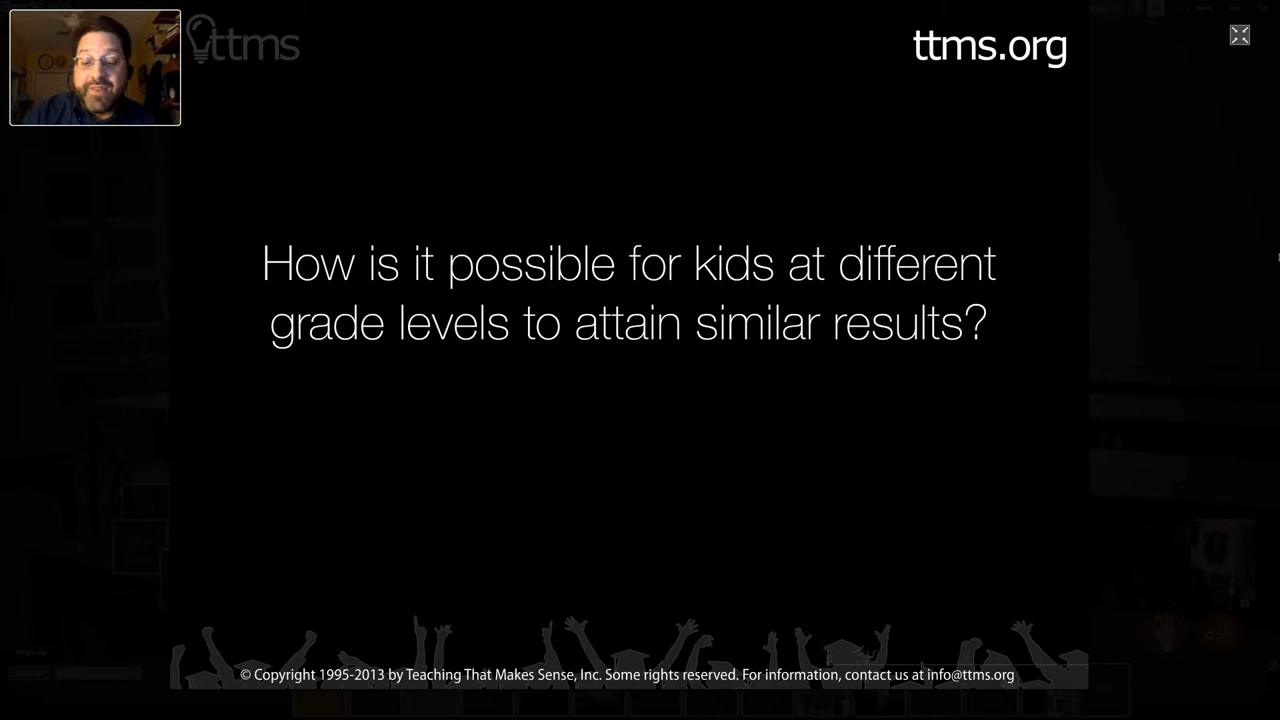 ttms
ttms.org
How is it possible for kids at different
grade levels to attain similar results?
ask
© Copyright 1995-2013 by Teaching That Makes Sense, Inc. Some rights reserved. For information, contact us at info@ttms.org